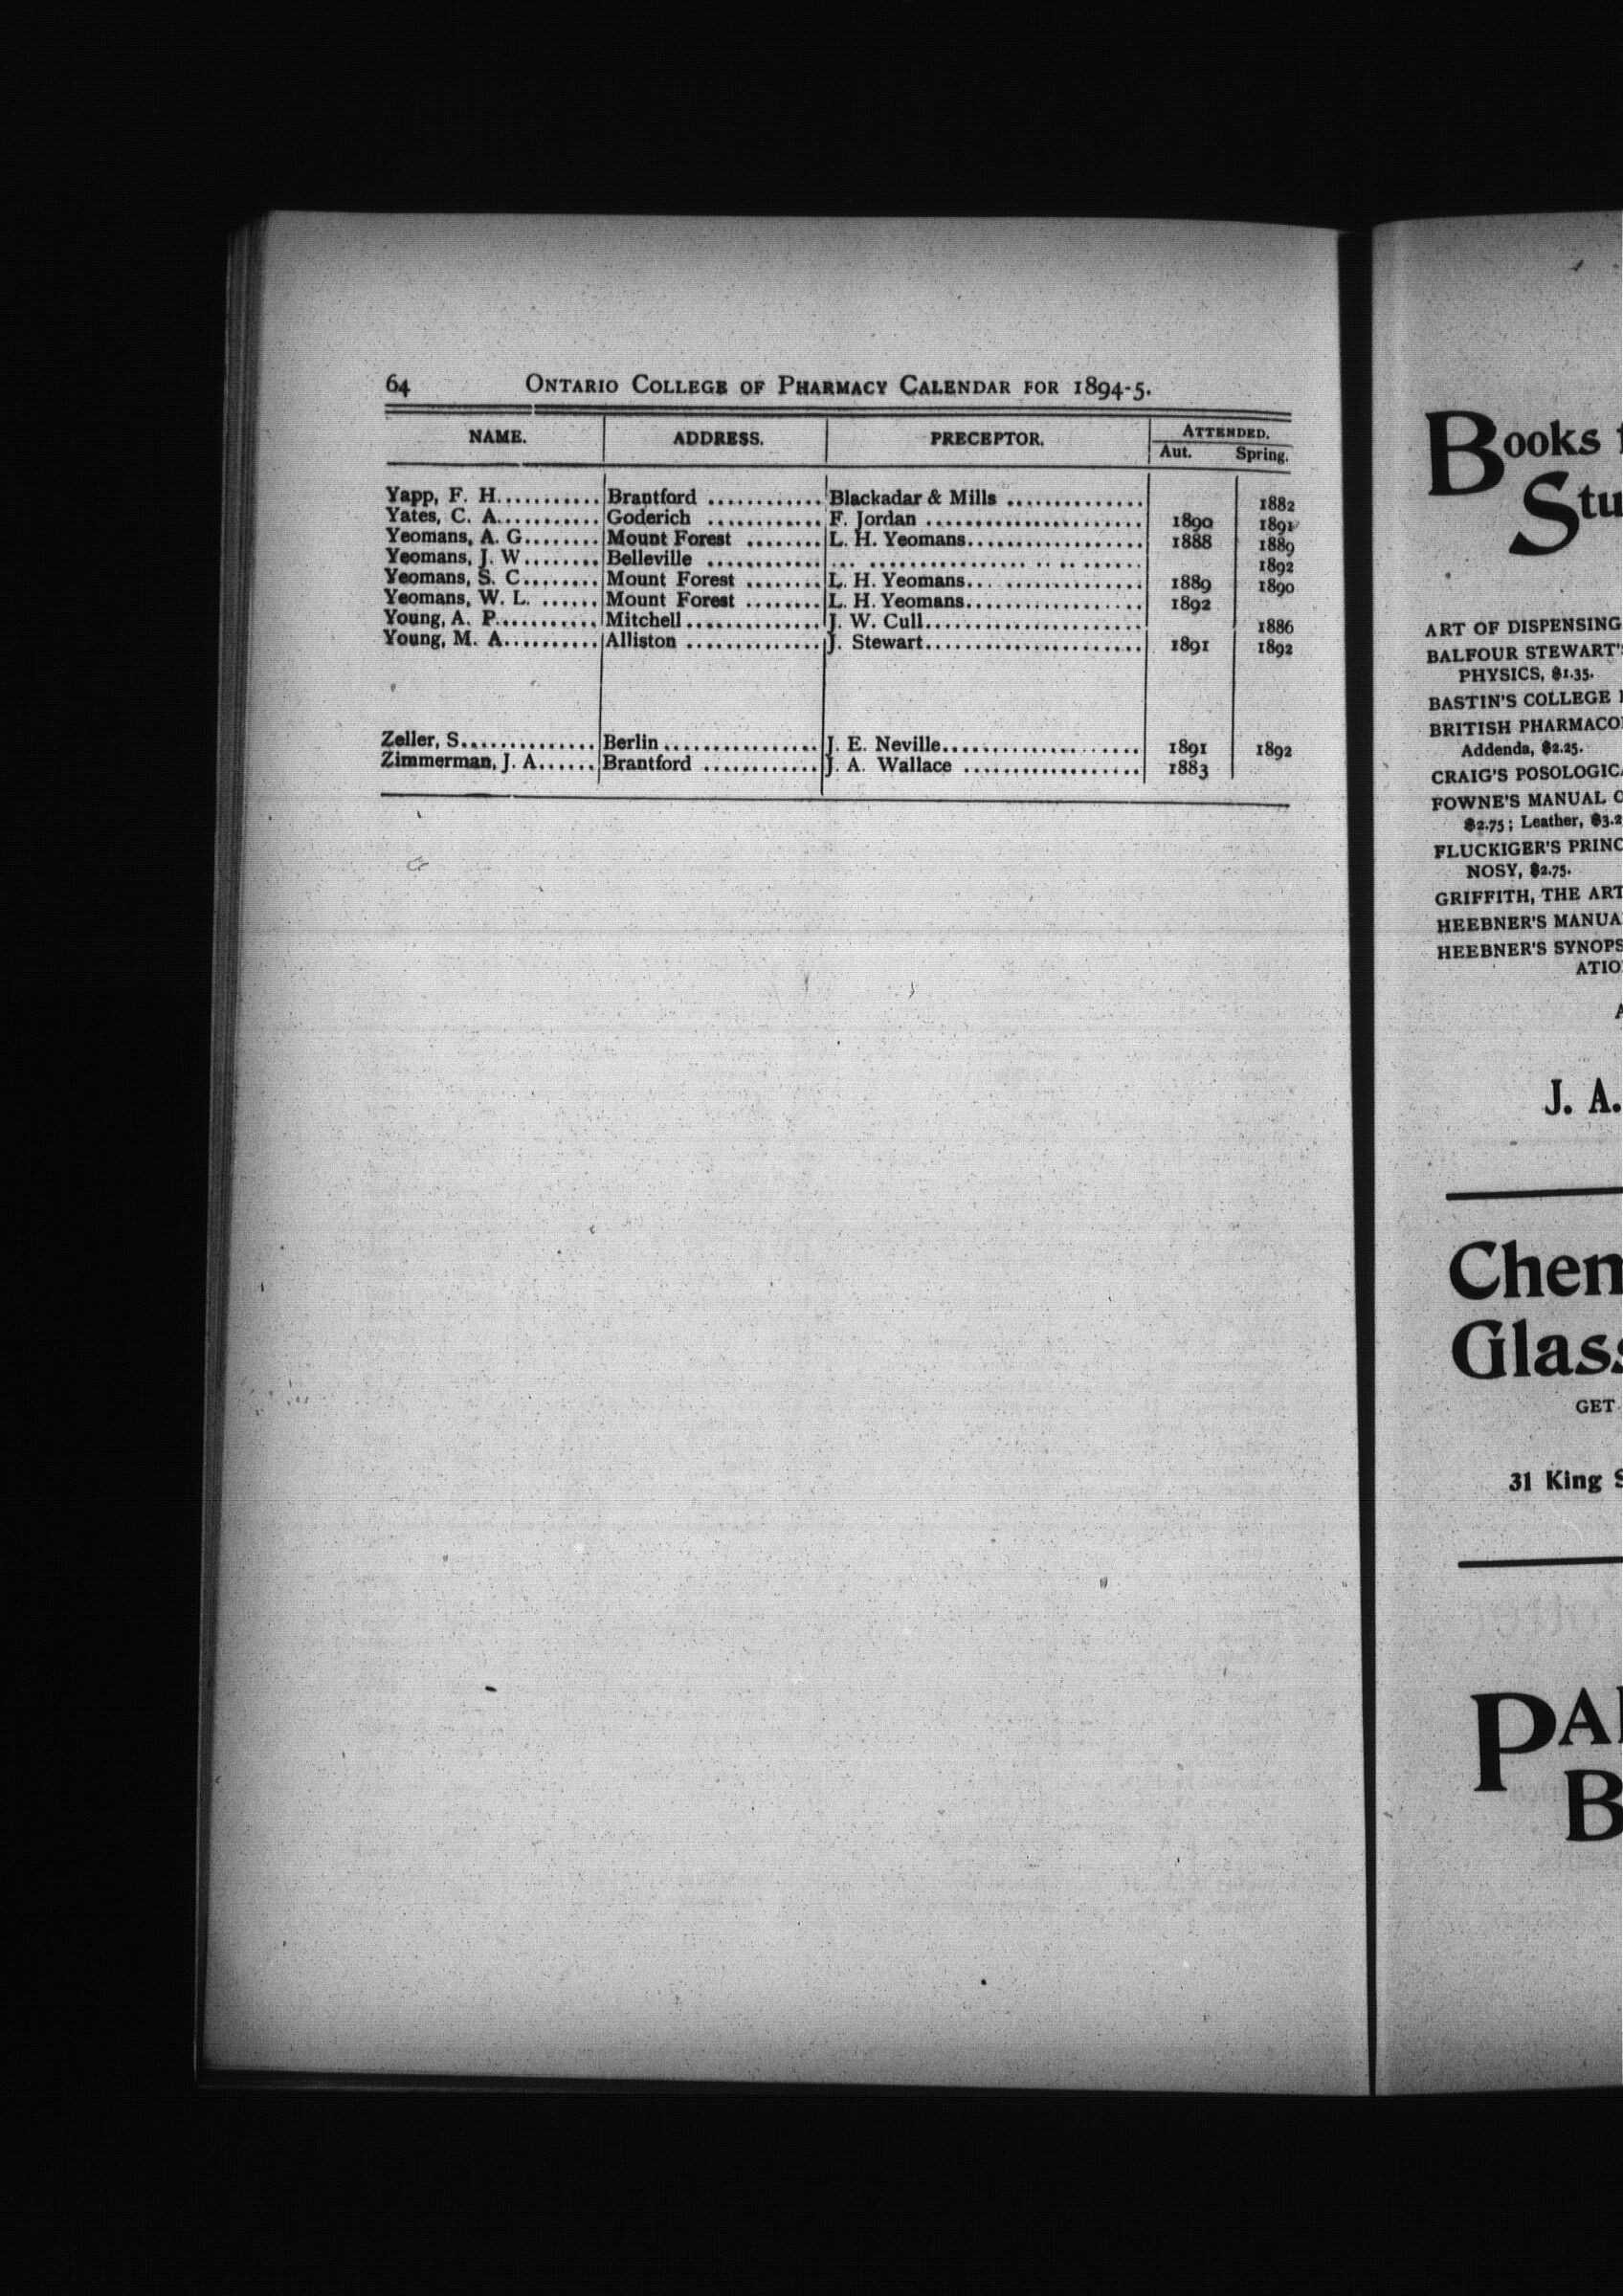 64 ONTARIO COLLEGE OF PHARMACY CALENDAR FOR 1894-5.
NAME. ADDRESS. PRECEPTOR. ATTENDED.
Aut. Spring.
Yapp, F. H........... Brantford ............ Blackadar & Mills .............. 1882
Yates, C. A........... Goderich ............ F. Jordan ...................... 1890 1891
Yeomans, A. G........ Mount Forest ........ L. H. Yeomans.................. 1888 1889
Yeomans, J. W........ Belleville ............ ... ................ .. .. ....... 1892
Yeomans, S. C........ Mount Forest ........ L. H. Yeomans... .............. 1889 1890
Yeomans, W. L. ...... Mount Forest ........ L. H. Yeomans.................. 1892
Young, A. P.......... Mitchell.............. J. W. Cull...................... 1886
Young, M. A.......... Alliston .............. J. Stewart...................... 1891 1892
Zeller, S.............. Berlin................ J. E. Neville.................... 1891 1892
Zimmerman, J. A...... Brantford ............ J. A. Wallace .................. 1883
Books
Stu
ART OF DISPENSING
BALFOUR STEWART'S
PHYSICS, $1.35.
BASTIN'S COLLEGE
BRITISH PHARMACO
Addenda, $2.25.
CRAIG'S POSOLOGICA
FOWNE'S MANUAL O
$2.75; Leather, $3.2
FLUCKIGER'S PRINC
NOSY, $2.75.
GRIFFITH, THE ART
HEEBNER'S MANUA
HEEBNER'S SYNOPS
ATIO
A
J. A.
Chem
Glass
GET
31 King S
PA
B